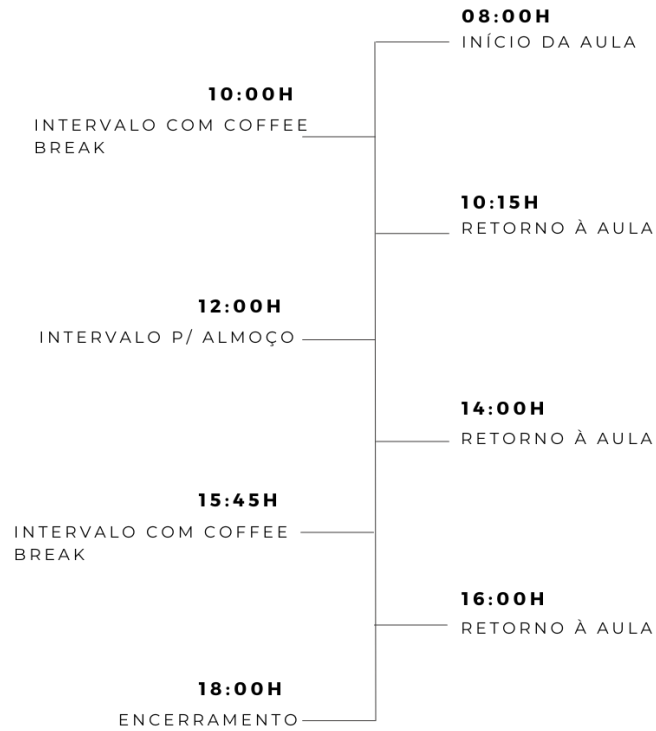 08:00H
INÍCIO DA AULA
10:00H
INTERVALO COM COFFEE
BREAK
10:15H
RETORNO À AULA
12:00H
INTERVALO P/ ALMOÇO
14:00H
RETORNO À AULA
15:45H
INTERVALO COM COFFEE
BREAK
16:00H
RETORNO À AULA
18:00H
ENCERRAMENTO